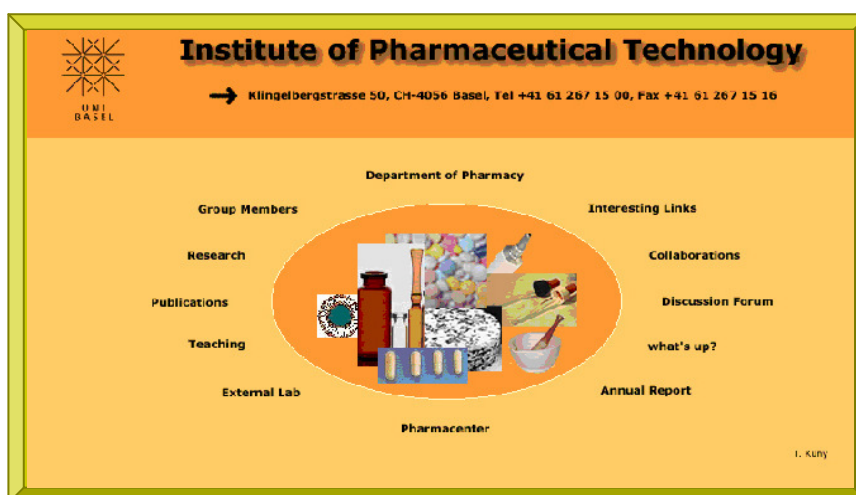 Institute of Pharmaceutical Technology
UNI
BASEL
Klingelbergstrasse 50, CH-4056 Basel, Tel +41 61 267 15 00, Fax +41 61 267 15 16
Department of Pharmacy
Group Members
Interesting Links
Research
Collaborations
Publications
Discussion Forum
Teaching
what's up?
External Lab
Annual Report
Pharmacenter
T. Kuny